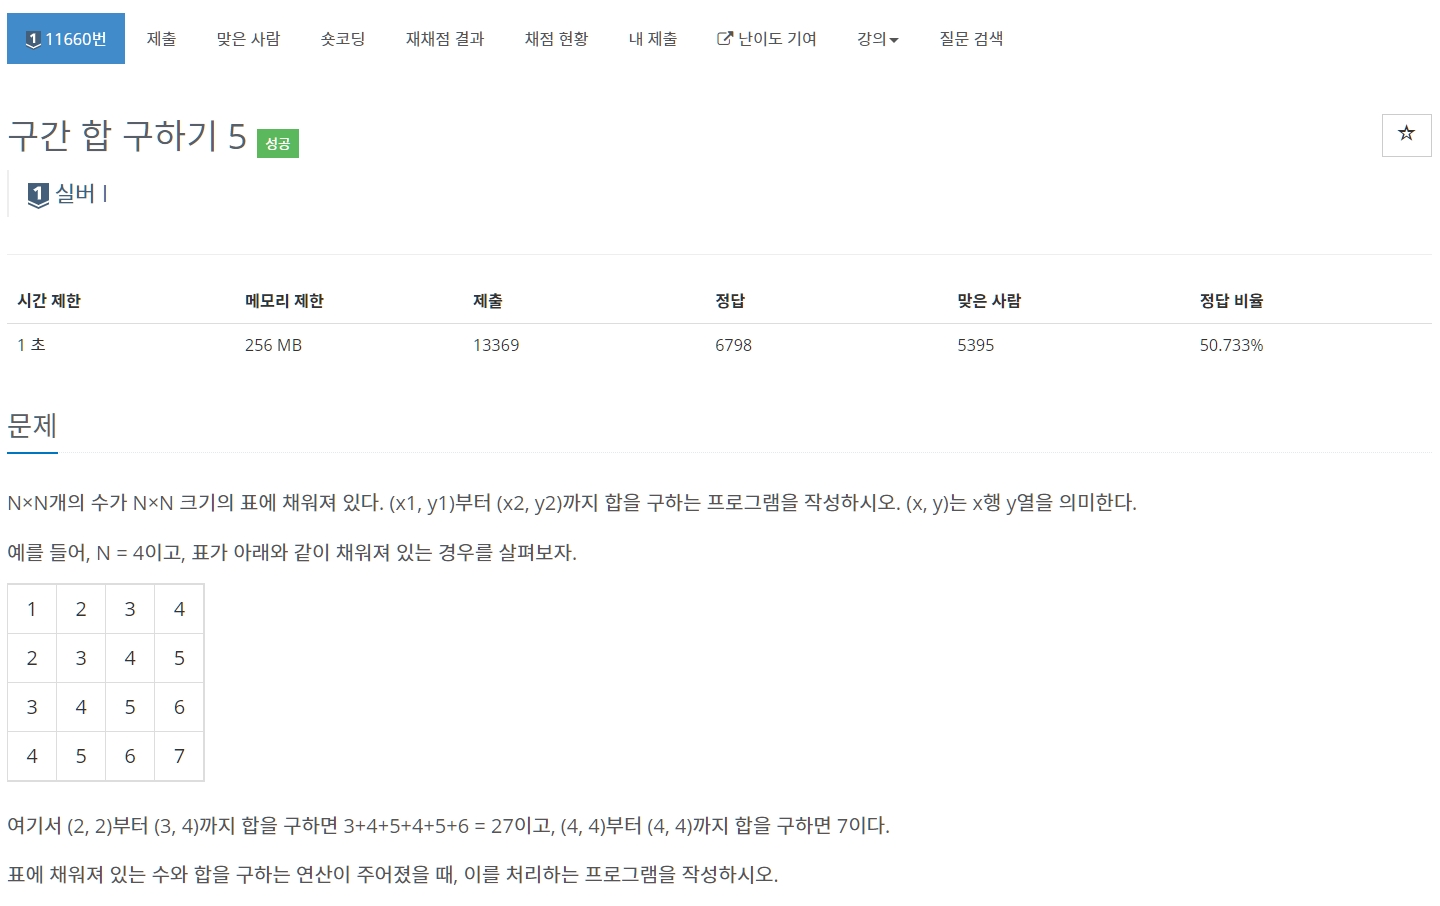 1 11660번 제출 맞은 사람 숏코딩 재채점 결과 채점 현황 내 제출 난이도 기여 강의 질문 검색
구간 합 구하기 5 성공
1 실버 I
시간 제한 메모리 제한 제출 정답 맞은 사람 정답 비율
1 초 256 MB 13369 6798 5395 50.733%
문제
N×N개의 수가 N×N 크기의 표에 채워져 있다. (x1, y1)부터 (x2, y2)까지 합을 구하는 프로그램을 작성하시오. (x, y)는 x행 y열을 의미한다.
예를 들어, N = 4이고, 표가 아래와 같이 채워져 있는 경우를 살펴보자.
1 2 3 4
2 3 4 5
3 4 5 6
4 5 6 7
여기서 (2, 2)부터 (3, 4)까지 합을 구하면 3+4+5+4+5+6 = 27이고, (4, 4)부터 (4, 4)까지 합을 구하면 7이다.
표에 채워져 있는 수와 합을 구하는 연산이 주어졌을 때, 이를 처리하는 프로그램을 작성하시오.